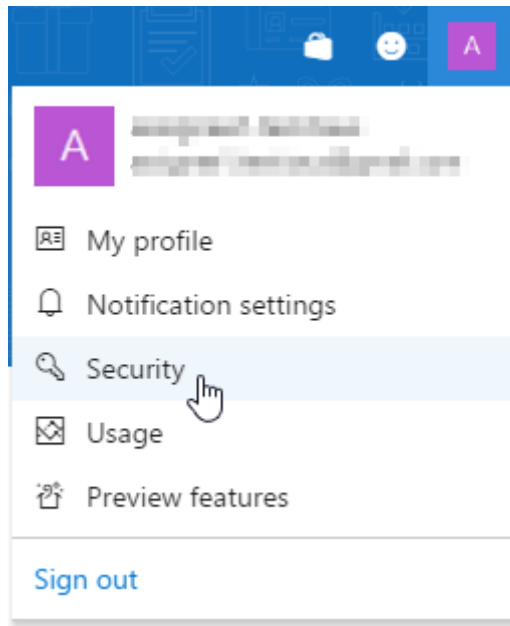 A
A
My profile
Notification settings
Security
Usage
Preview features
Sign out